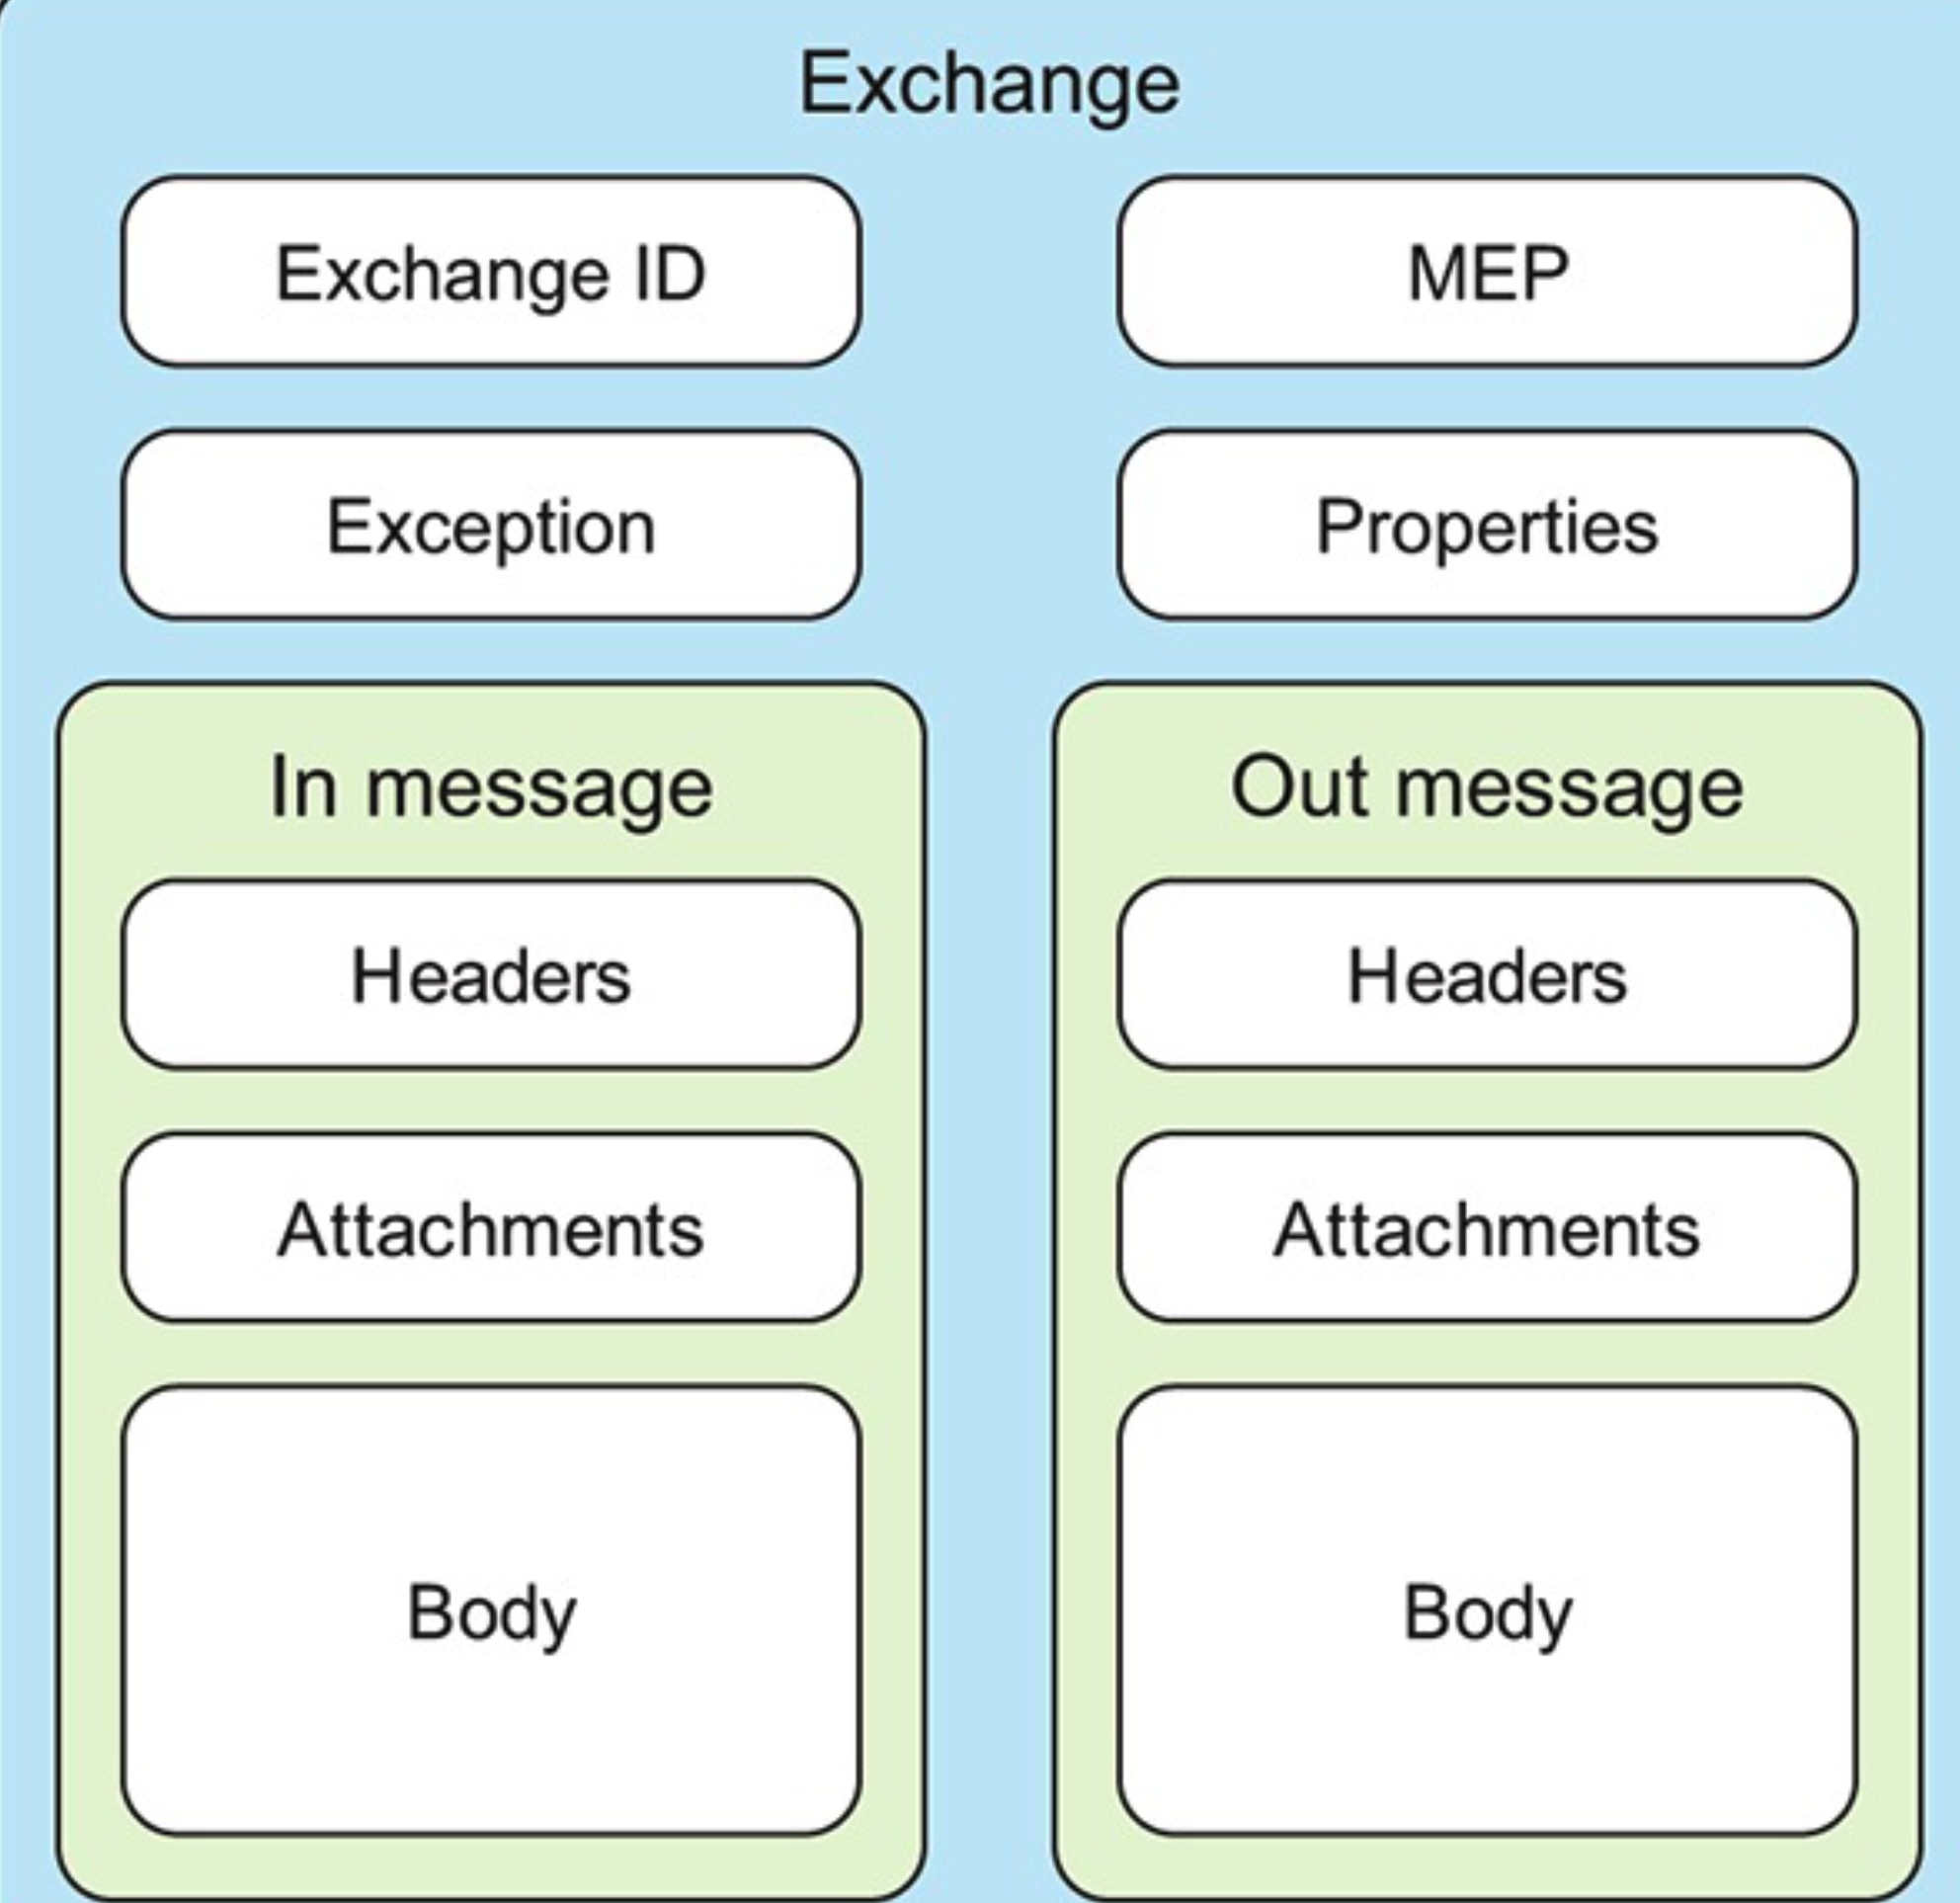 Exchange
Exchange ID
MEP
Exception
Properties
In message
Headers
Attachments
Body
Out message
Headers
Attachments
Body